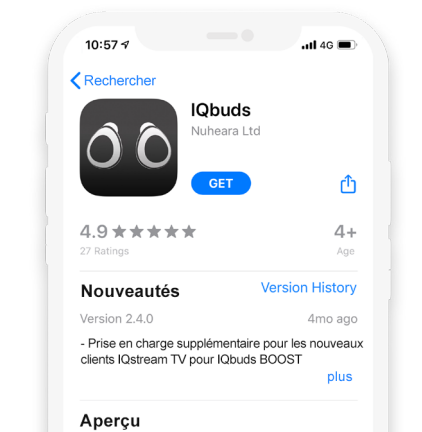 10:57 4G
Rechercher
IQbuds
Nuheara Ltd
GET
4.9 4+
27 Ratings Age
Nouveautés Version History
Version 2.4.0 4mo ago
- Prise en charge supplémentaire pour les nouveaux
clients IQstream TV pour IQbuds BOOST
plus
Aperçu